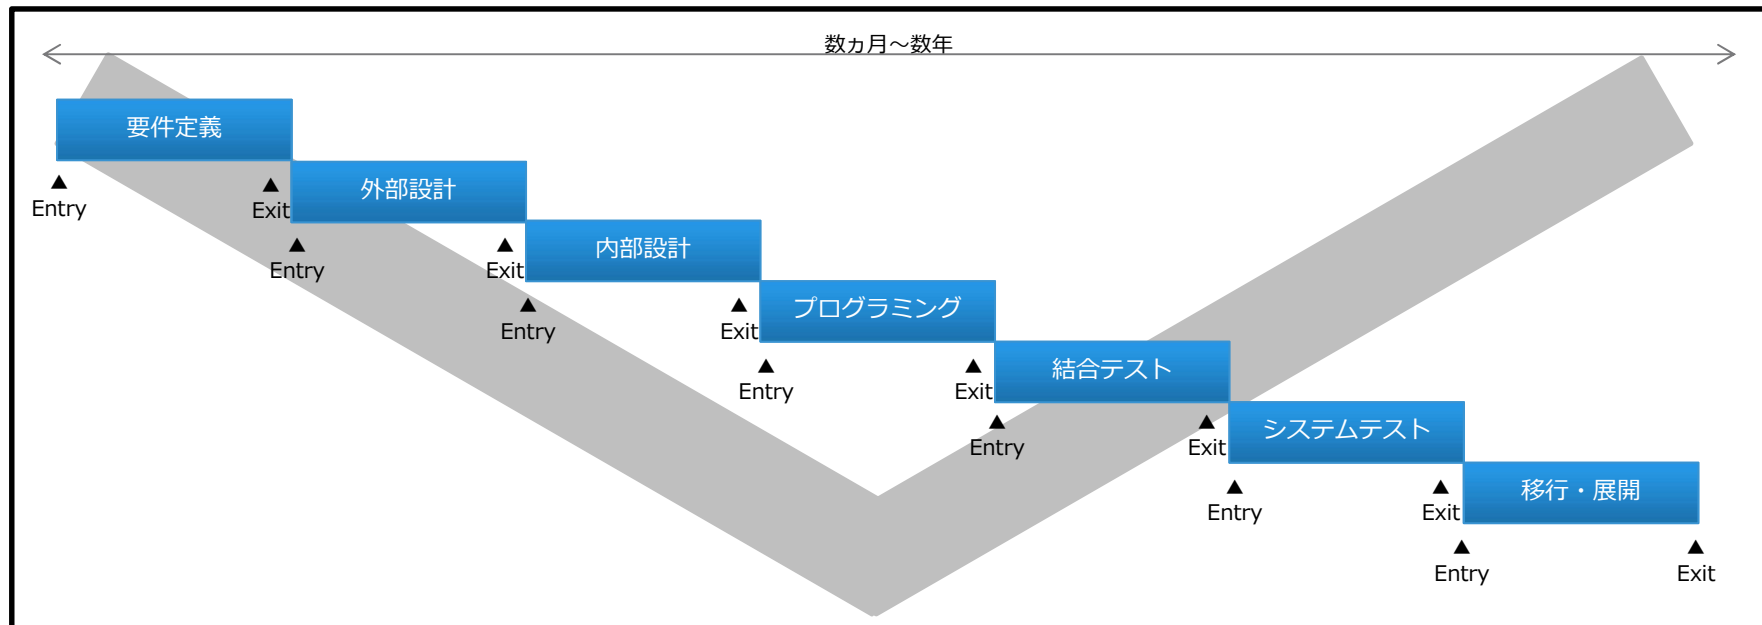 数ヵ月～数年
要件定義
Entry
Exit
外部設計
Entry
Exit
内部設計
Entry
Exit
プログラミング
Entry
Exit
結合テスト
Entry
Exit
システムテスト
Entry
Exit
移行・展開
Entry
Exit